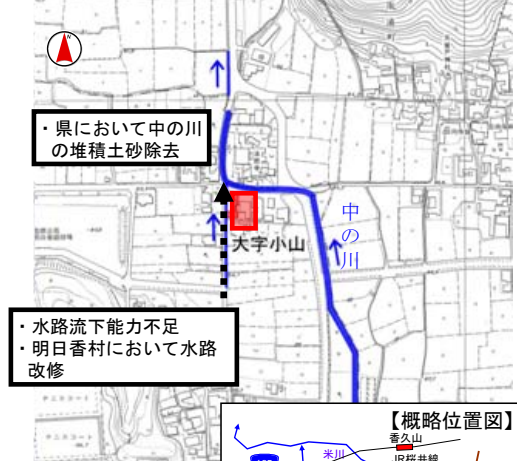 ・県において中の川
の堆積土砂除去
中の川
大字小山
・水路流下能力不足
・明日香村において水路
改修
【概略位置図】
香久山
米川
JR桜井線